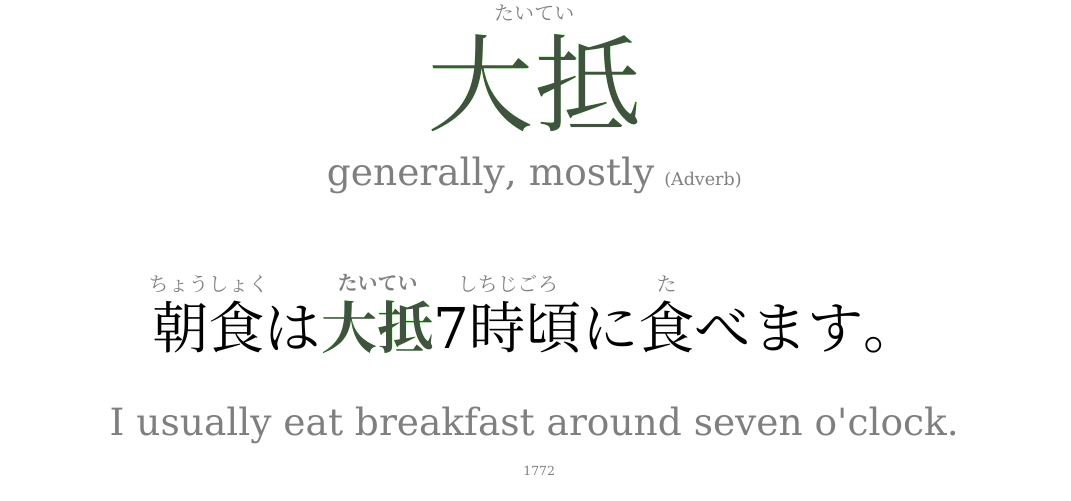 たいてい
大抵
generally, mostly (Adverb)
ちょうしょく たいてい しちじごろ た
朝食は大抵7時頃に食べます。
I usually eat breakfast around seven o'clock.
1772